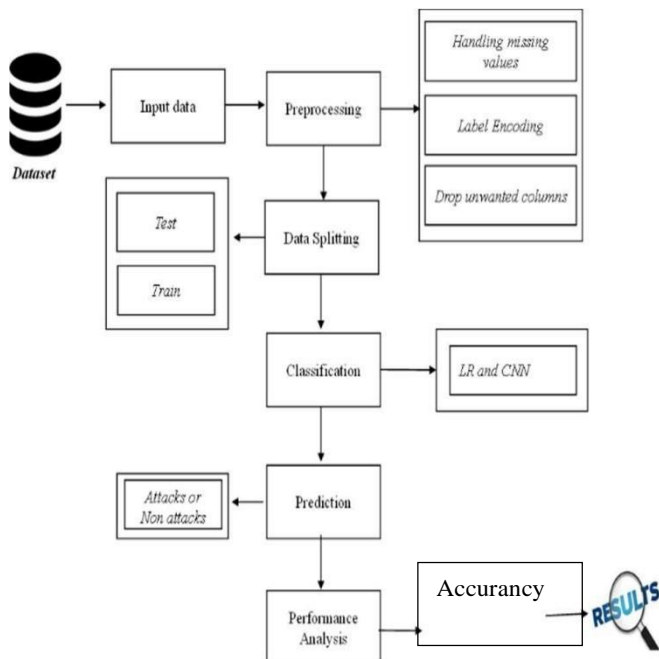 Dataset
Input data
Preprocessing
Handling missing
values
Label Encoding
Drop unwanted columns
Data Splitting
Test
Train
Classification
LR and CNN
Prediction
Attacks or
Non attacks
Performance
Analysis
Accurancy
RESULTS